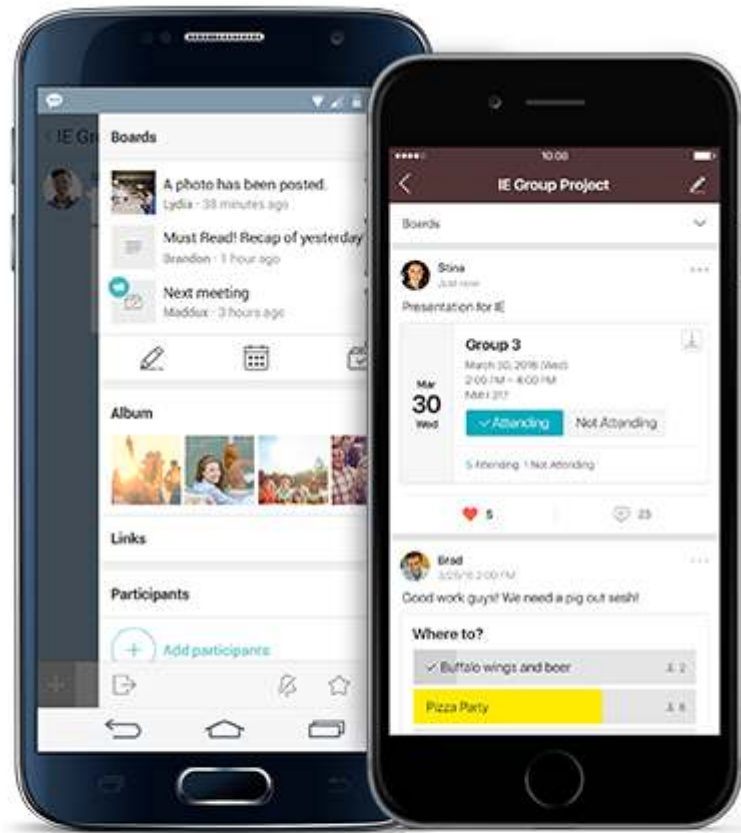 IE Gr
Boards
A photo has been posted.
Lydia · 38 minutes ago
Must Read! Recap of yesterday
Brandon · 1 hour ago
Next meeting
Maddux · 3 hours ago
Album
Links
Participants
Add participants
10:00
IE Group Project
Boards
Stina
Just now
Presentation for IE
Mar
30
Wed
Group 3
March 30, 2016 (Wed)
2:00 PM – 4:00 PM
Attending
Not Attending
5 Attending 1 Not Attending
5
23
Brad
2:00 PM
Good work guys! We need a pig out sesh!
Where to?
Buffalo wings and beer
2
Pizza Party